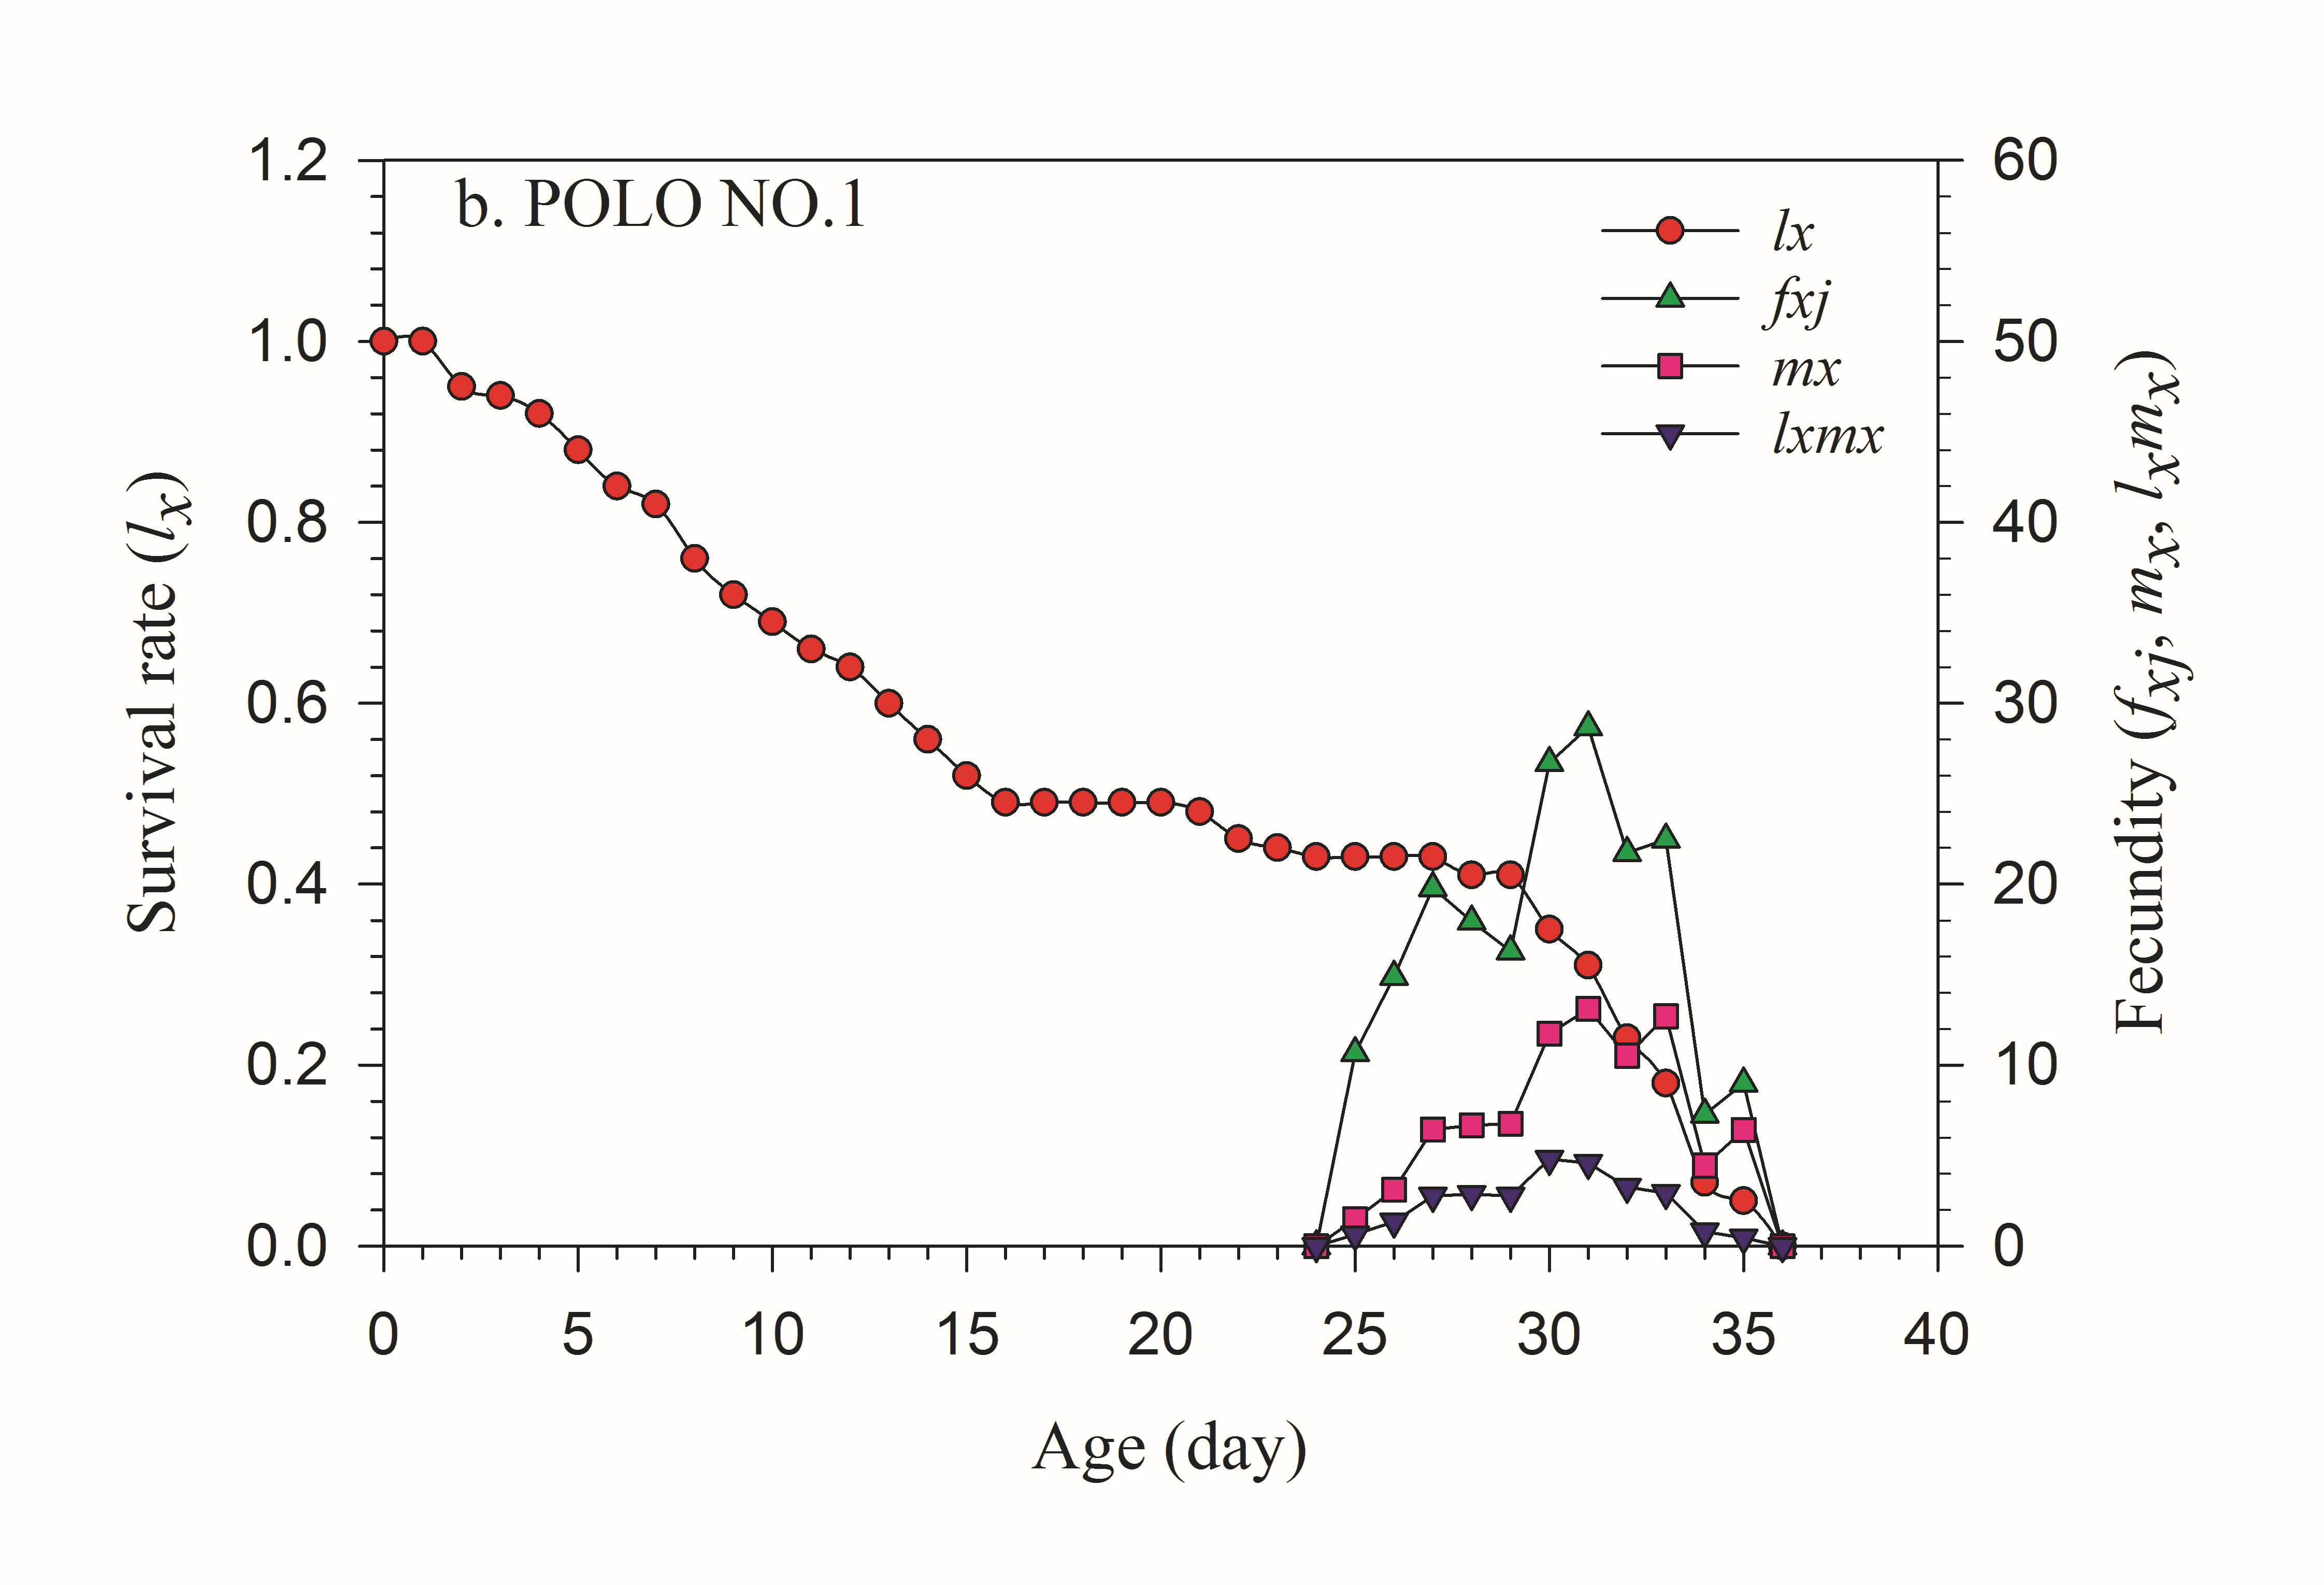 b. POLO NO.1
lx
fxj
mx
lxmx
1.2
1.0
0.8
0.6
0.4
0.2
0.0
Survival rate (lx)
60
50
40
30
20
10
0
Fecundity (fxj, mx, lxmx)
0 5 10 15 20 25 30 35 40
Age (day)